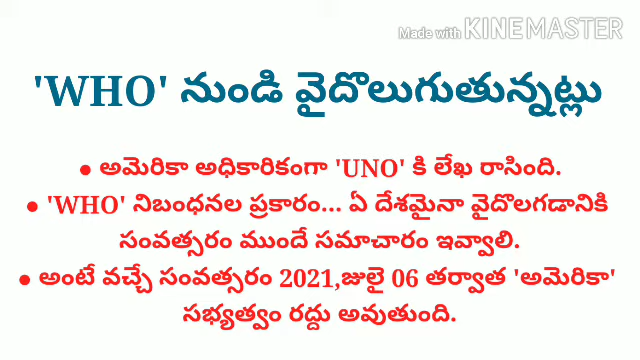 Made with KINEMASTER
'WHO' నుండి వైదొలుగుతున్నట్లు
● అమెరికా అధికారికంగా 'UNO' కి లేఖ రాసింది.
● 'WHO' నిబంధనల ప్రకారం... ఏ దేశమైనా వైదొలగడానికి
సంవత్సరం ముందే సమాచారం ఇవ్వాలి.
● అంటే వచ్చే సంవత్సరం 2021,జులై 06 తర్వాత 'అమెరికా'
సభ్యత్వం రద్దు అవుతుంది.